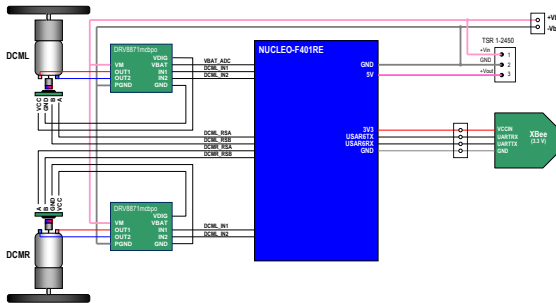 +Vb
-Vb
TSR 1-2450
+Vin 1
GND 2
+Vout 3
DCML
DRV8871mcbpo
VDIG
VM VBAT
OUT1 IN1
OUT2 IN2
PGND GND
VBAT_ADC
DCML_IN1
DCML_IN2
NUCLEO-F401RE
GND
5V
VCC
GND
B
A
DCML_RSA
DCML_RSB
DCMR_RSA
DCMR_RSB
3V3
USAR6TX
USAR6RX
GND
VCCIN
UARTRX
UARTTX
GND
XBee
(3.3 V)
A
B
GND
VCC
DRV8871mcbpo
VDIG
VM VBAT
OUT1 IN1
OUT2 IN2
PGND GND
DCML_IN1
DCML_IN2
DCMR